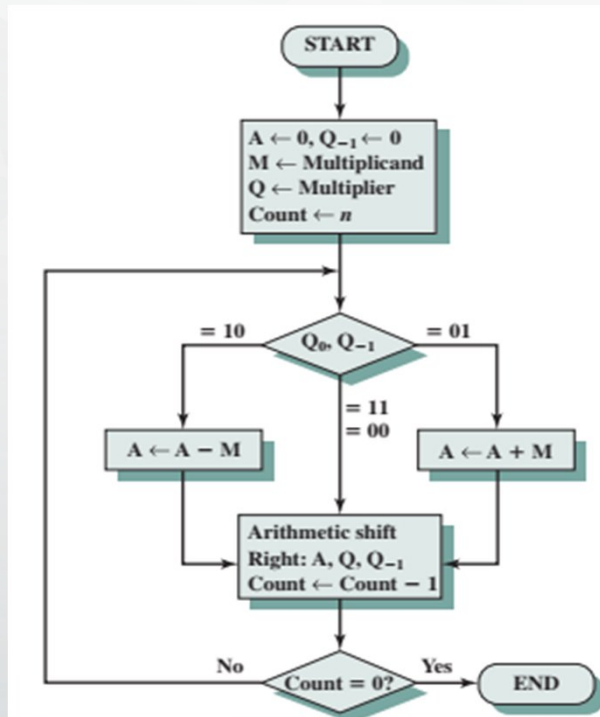 START
A ← 0, Q₋₁ ← 0
M ← Multiplicand
Q ← Multiplier
Count ← n
= 10
Q₀, Q₋₁
= 01
= 11
= 00
A ← A − M
A ← A + M
Arithmetic shift
Right: A, Q, Q₋₁
Count ← Count − 1
No
Count = 0?
Yes
END